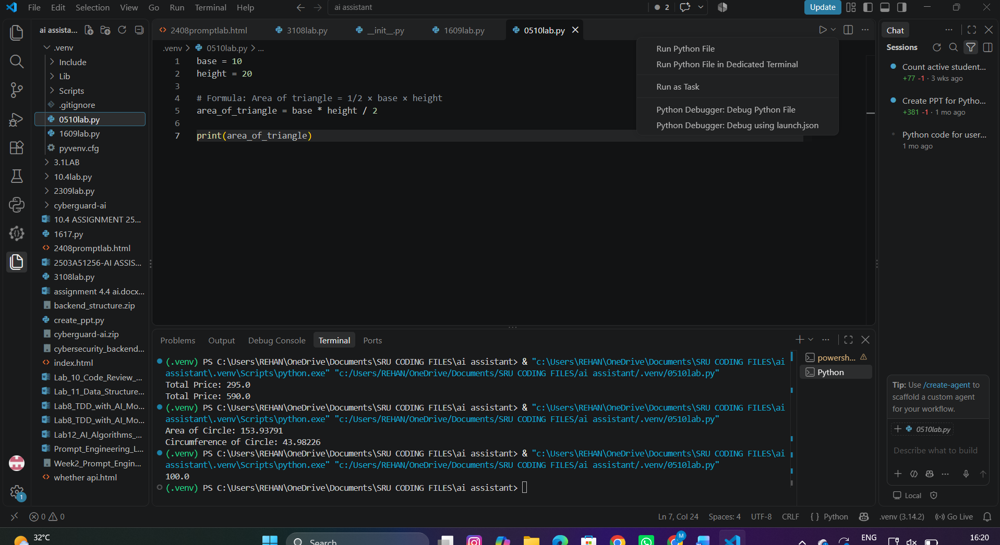 File Edit Selection View Go Run Terminal Help
ai assistant
2
Update
ai assista...
.venv
Include
Lib
Scripts
.gitignore
0510lab.py
1609lab.py
pyvenv.cfg
3.1LAB
10.4lab.py
2309lab.py
cyberguard-ai
10.4 ASSIGNMENT 25...
1617.py
2408promptlab.html
2503A51256-AI ASSIS...
3108lab.py
assignment 4.4 ai.docx...
backend_structure.zip
create_ppt.py
cyberguard-ai.zip
cybersecurity_backend...
index.html
Lab_10_Code_Review_...
Lab_11_Data_Structure...
Lab8_TDD_with_AI_Mo...
Lab8_TDD_with_AI_Mo...
Lab12_AI_Algorithms_...
Prompt_Engineering_L...
Week2_Prompt_Engin...
whether api.html
1
2408promptlab.html 3108lab.py __init__.py 1609lab.py 0510lab.py
.venv > 0510lab.py > ...
1 base = 10
2 height = 20
3
4 # Formula: Area of triangle = 1/2 × base × height
5 area_of_triangle = base * height / 2
6
7 print(area_of_triangle)
Run Python File
Run Python File in Dedicated Terminal
Run as Task
Python Debugger: Debug Python File
Python Debugger: Debug using launch.json
Problems Output Debug Console Terminal Ports
(.venv) PS C:\Users\REHAN\OneDrive\Documents\SRU CODING FILES\ai assistant> & "c:\Users\REHAN\OneDrive\Documents\SRU CODING FILES\ai
assistant\.venv\Scripts\python.exe" "c:/Users/REHAN/OneDrive/Documents/SRU CODING FILES/ai assistant/.venv/0510lab.py"
Total Price: 295.0
Total Price: 590.0
(.venv) PS C:\Users\REHAN\OneDrive\Documents\SRU CODING FILES\ai assistant> & "c:\Users\REHAN\OneDrive\Documents\SRU CODING FILES\ai
assistant\.venv\Scripts\python.exe" "c:/Users/REHAN/OneDrive/Documents/SRU CODING FILES/ai assistant/.venv/0510lab.py"
Area of Circle: 153.93791
Circumference of Circle: 43.98226
(.venv) PS C:\Users\REHAN\OneDrive\Documents\SRU CODING FILES\ai assistant> & "c:\Users\REHAN\OneDrive\Documents\SRU CODING FILES\ai
assistant\.venv\Scripts\python.exe" "c:/Users/REHAN/OneDrive/Documents/SRU CODING FILES/ai assistant/.venv/0510lab.py"
100.0
(.venv) PS C:\Users\REHAN\OneDrive\Documents\SRU CODING FILES\ai assistant>
powersh...
Python
Chat
Sessions
Count active student...
+77 -1 · 3 wks ago
Create PPT for Pytho...
+381 -1 · 1 mo ago
Python code for user...
1 mo ago
Tip: Use /create-agent to
scaffold a custom agent
for your workflow.
0510lab.py
Describe what to build
Local
0 0
Ln 7, Col 24 Spaces: 4 UTF-8 CRLF { } Python .venv (3.14.2) Go Live
32°C
Search
M
ENG
16:20